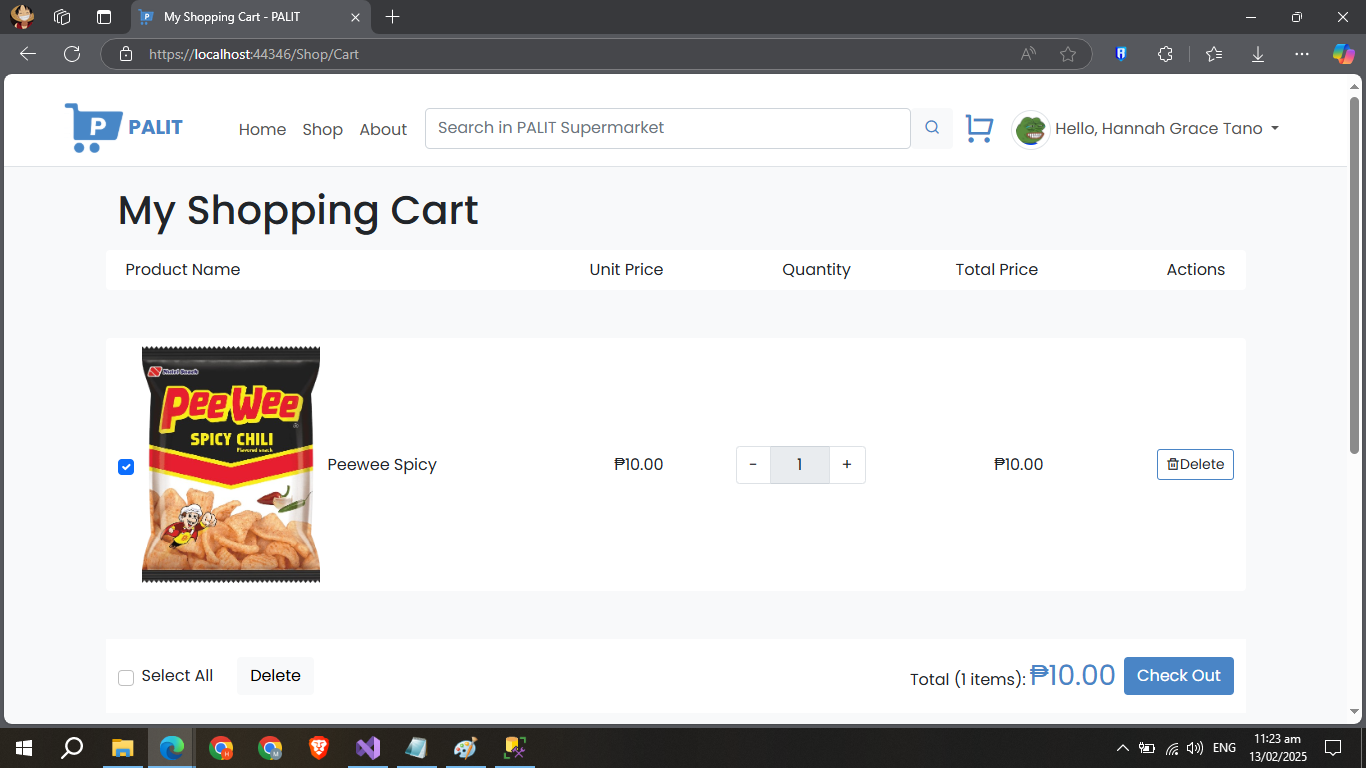 My Shopping Cart - PALIT
https://localhost:44346/Shop/Cart
P PALIT
Home Shop About
Search in PALIT Supermarket
Hello, Hannah Grace Tano
My Shopping Cart
Product Name Unit Price Quantity Total Price Actions
PeeWee
SPICY CHILI
Flavored snack
Peewee Spicy ₱10.00 - 1 + ₱10.00 Delete
Select All Delete Total (1 items): ₱10.00 Check Out
ENG
11:23 am
13/02/2025